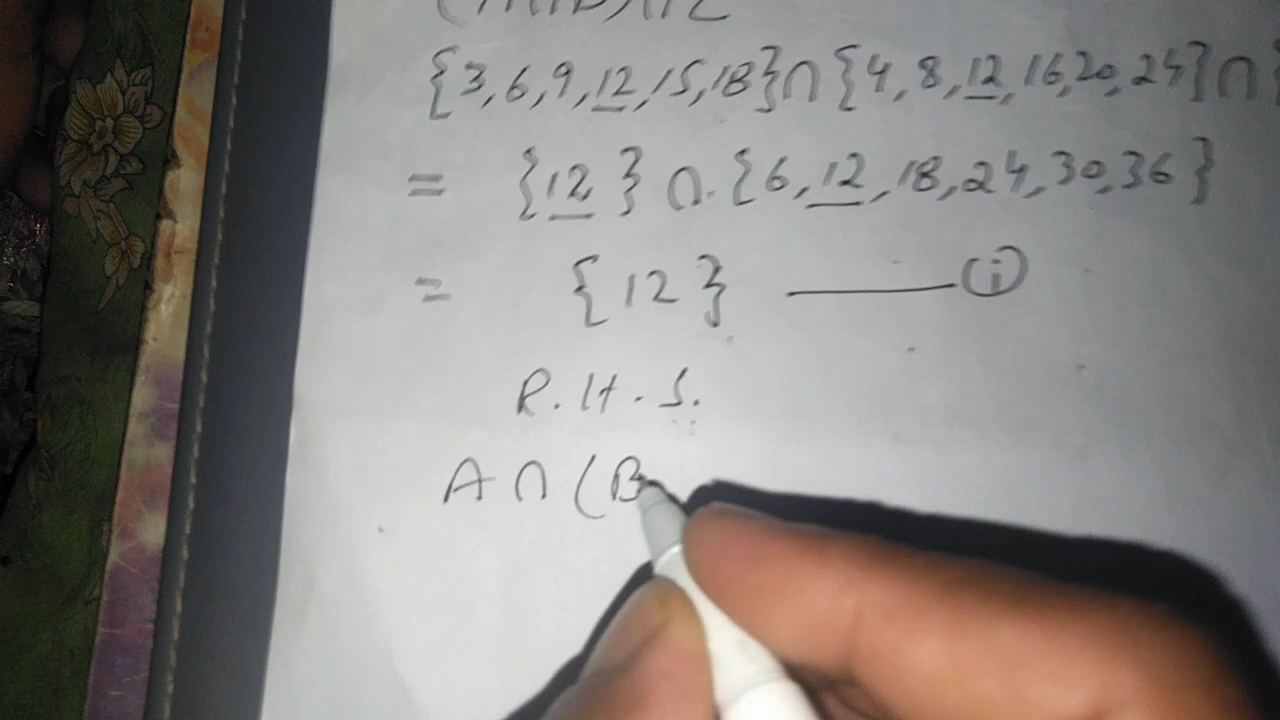 (A∩B)∩C
{3,6,9,12,15,18}∩{4,8,12,16,20,24}∩{
= {12} ∩ {6,12,18,24,30,36}
= {12} —— (i)
R.H.S.
A∩(B